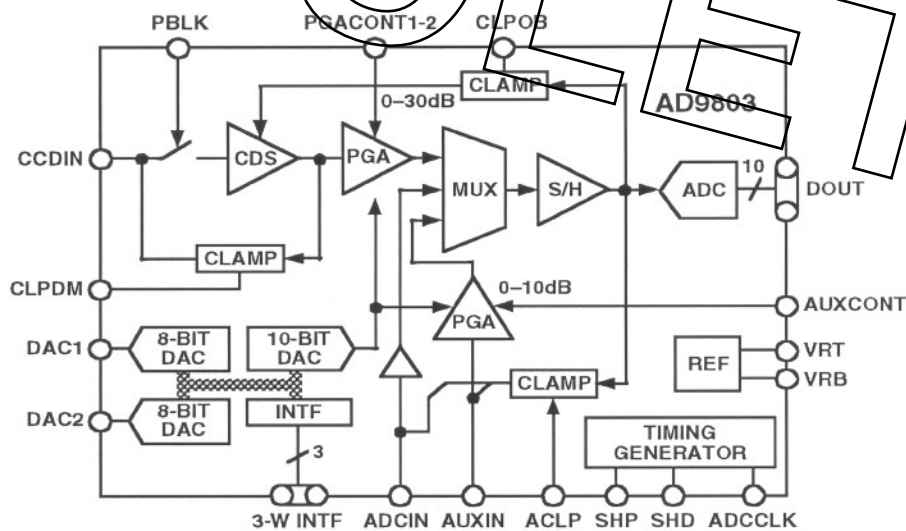 PBLK PGACONT1-2 CLPOB
CLAMP
0–30dB
AD9803
CCDIN
CDS
PGA
MUX
S/H
ADC
10
DOUT
CLAMP
CLPDM
0–10dB
PGA
AUXCONT
DAC1
8-BIT
DAC
10-BIT
DAC
REF
VRT
VRB
CLAMP
DAC2
8-BIT
DAC
INTF
3
TIMING
GENERATOR
3-W INTF ADCIN AUXIN ACLP SHP SHD ADCCLK